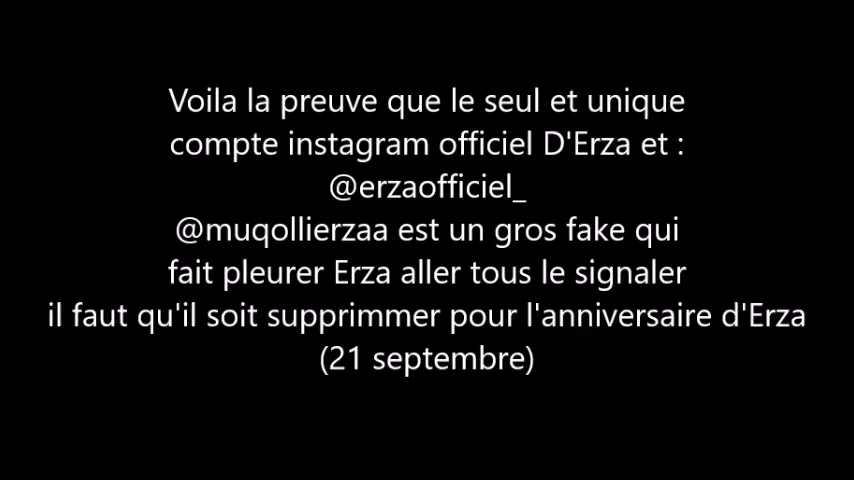 Voila la preuve que le seul et unique
compte instagram officiel D'Erza et :
@erzaofficiel_
@muqollierzaa est un gros fake qui
fait pleurer Erza aller tous le signaler
il faut qu'il soit supprimmer pour l'anniversaire d'Erza
(21 septembre)